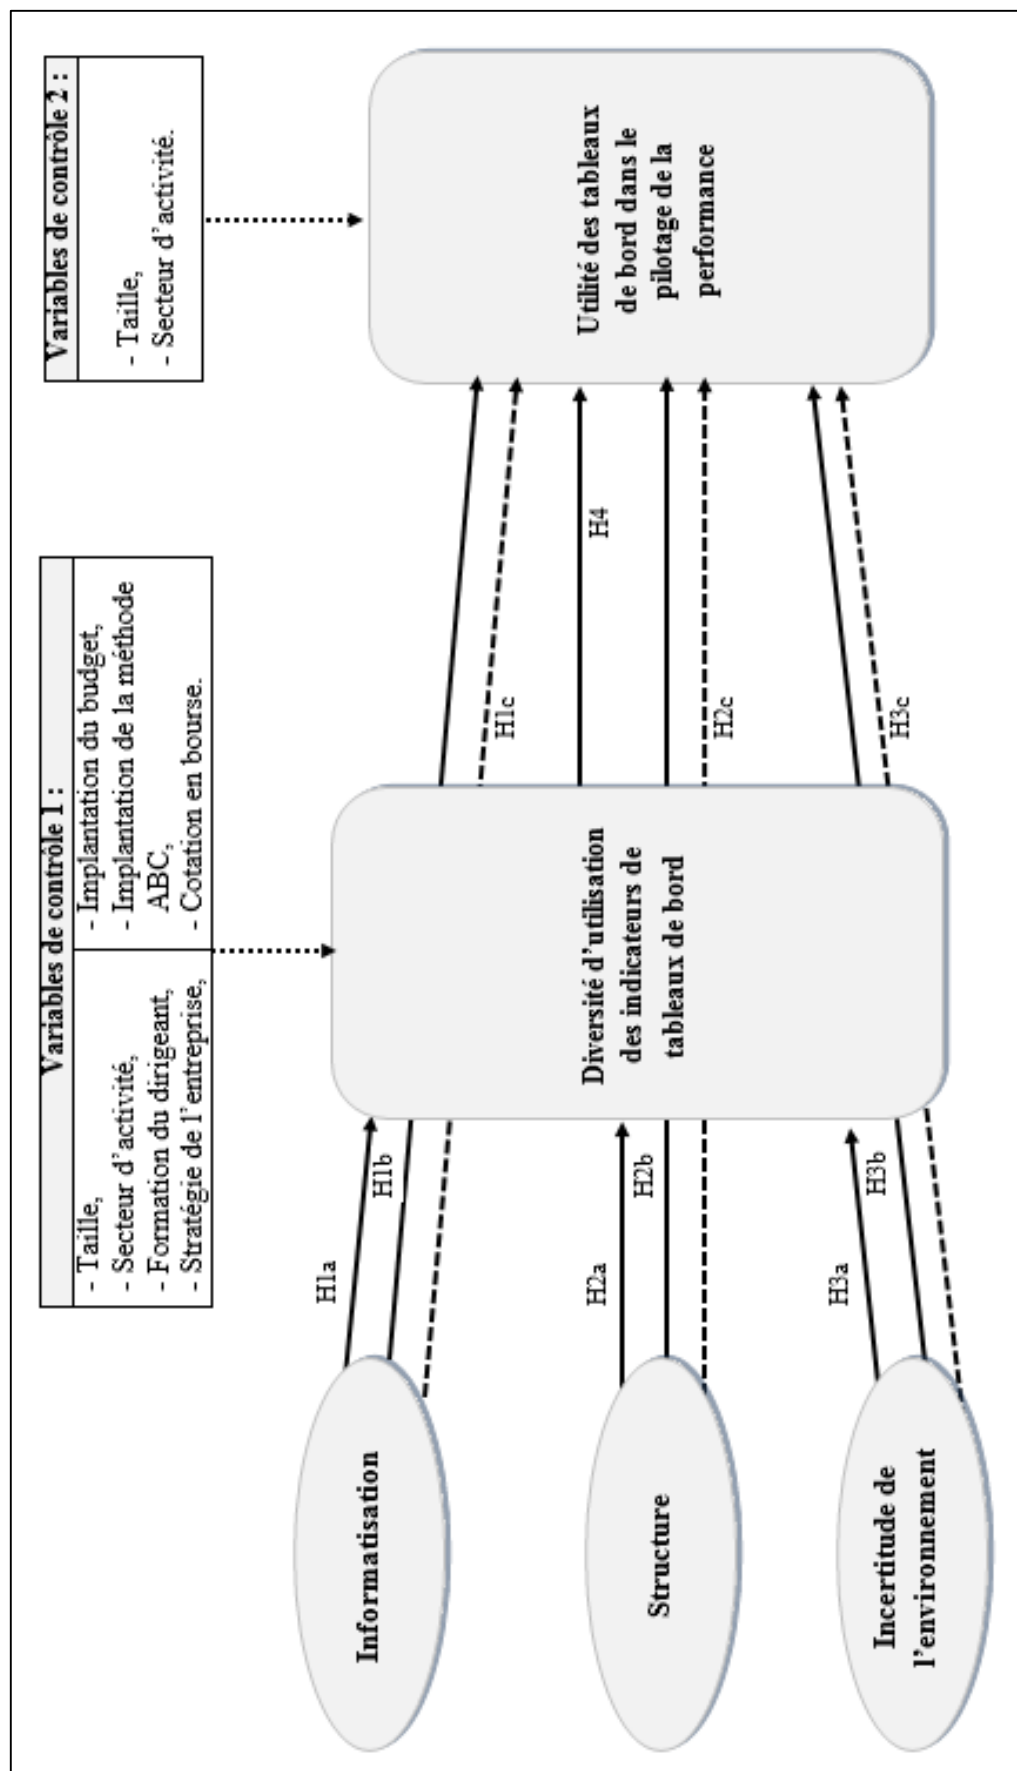 Variables de contrôle 1 :
- Taille,
- Secteur d'activité,
- Formation du dirigeant,
- Stratégie de l'entreprise,
- Implantation du budget,
- Implantation de la méthode
ABC,
- Cotation en bourse.
Variables de contrôle 2 :
- Taille,
- Secteur d'activité.
Informatisation
Structure
Incertitude de
l'environnement
H1a
H1b
H2a
H2b
H3a
H3b
Diversité d'utilisation
des indicateurs de
tableaux de bord
H1c
H4
H2c
H3c
Utilité des tableaux
de bord dans le
pilotage de la
performance